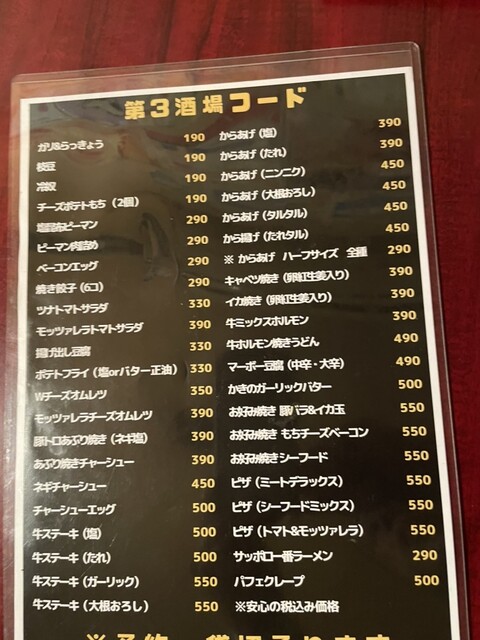 第3酒場フード
ガリ&らっきょう 190
枝豆 190
冷奴 190
チーズポテトもち（2個） 190
塩昆布ピーマン 290
ピーマン肉詰め 290
ベーコンエッグ 290
焼き餃子（6コ） 290
ツナトマトサラダ 330
モッツァレラトマトサラダ 390
揚げ出し豆腐 330
ポテトフライ（塩orバター正油） 330
Wチーズオムレツ 350
モッツァレラチーズオムレツ 390
豚トロあぶり焼き（ネギ塩） 390
あぶり焼きチャーシュー 390
ネギチャーシュー 450
チャーシューエッグ 500
牛ステーキ（塩） 500
牛ステーキ（たれ） 500
牛ステーキ（ガーリック） 550
牛ステーキ（大根おろし） 550
からあげ（塩） 390
からあげ（たれ） 390
からあげ（ニンニク） 450
からあげ（大根おろし） 450
からあげ（タルタル） 450
から揚げ（たれタル） 450
※ からあげ ハーフサイズ 全種 290
キャベツ焼き（卵紅生姜入り） 390
イカ焼き（卵紅生姜入り） 390
牛ミックスホルモン 490
牛ホルモン焼きうどん 490
マーボー豆腐（中辛・大辛） 490
かきのガーリックバター 500
お好み焼き 豚バラ&イカ玉 550
お好み焼き もちチーズベーコン 550
お好み焼きシーフード 550
ピザ（ミートデラックス） 550
ピザ（シーフードミックス） 550
ピザ（トマト&モッツァレラ） 550
サッポロ一番ラーメン 290
パフェクレープ 500
※安心の税込み価格